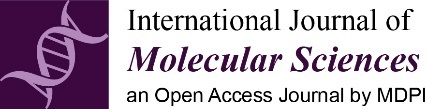 International Journal of
Molecular Sciences
an Open Access Journal by MDPI